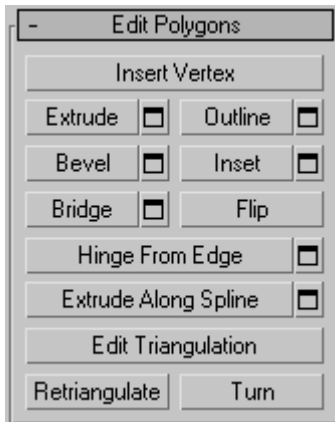 - Edit Polygons
Insert Vertex
Extrude Outline
Bevel Inset
Bridge Flip
Hinge From Edge
Extrude Along Spline
Edit Triangulation
Retriangulate Turn